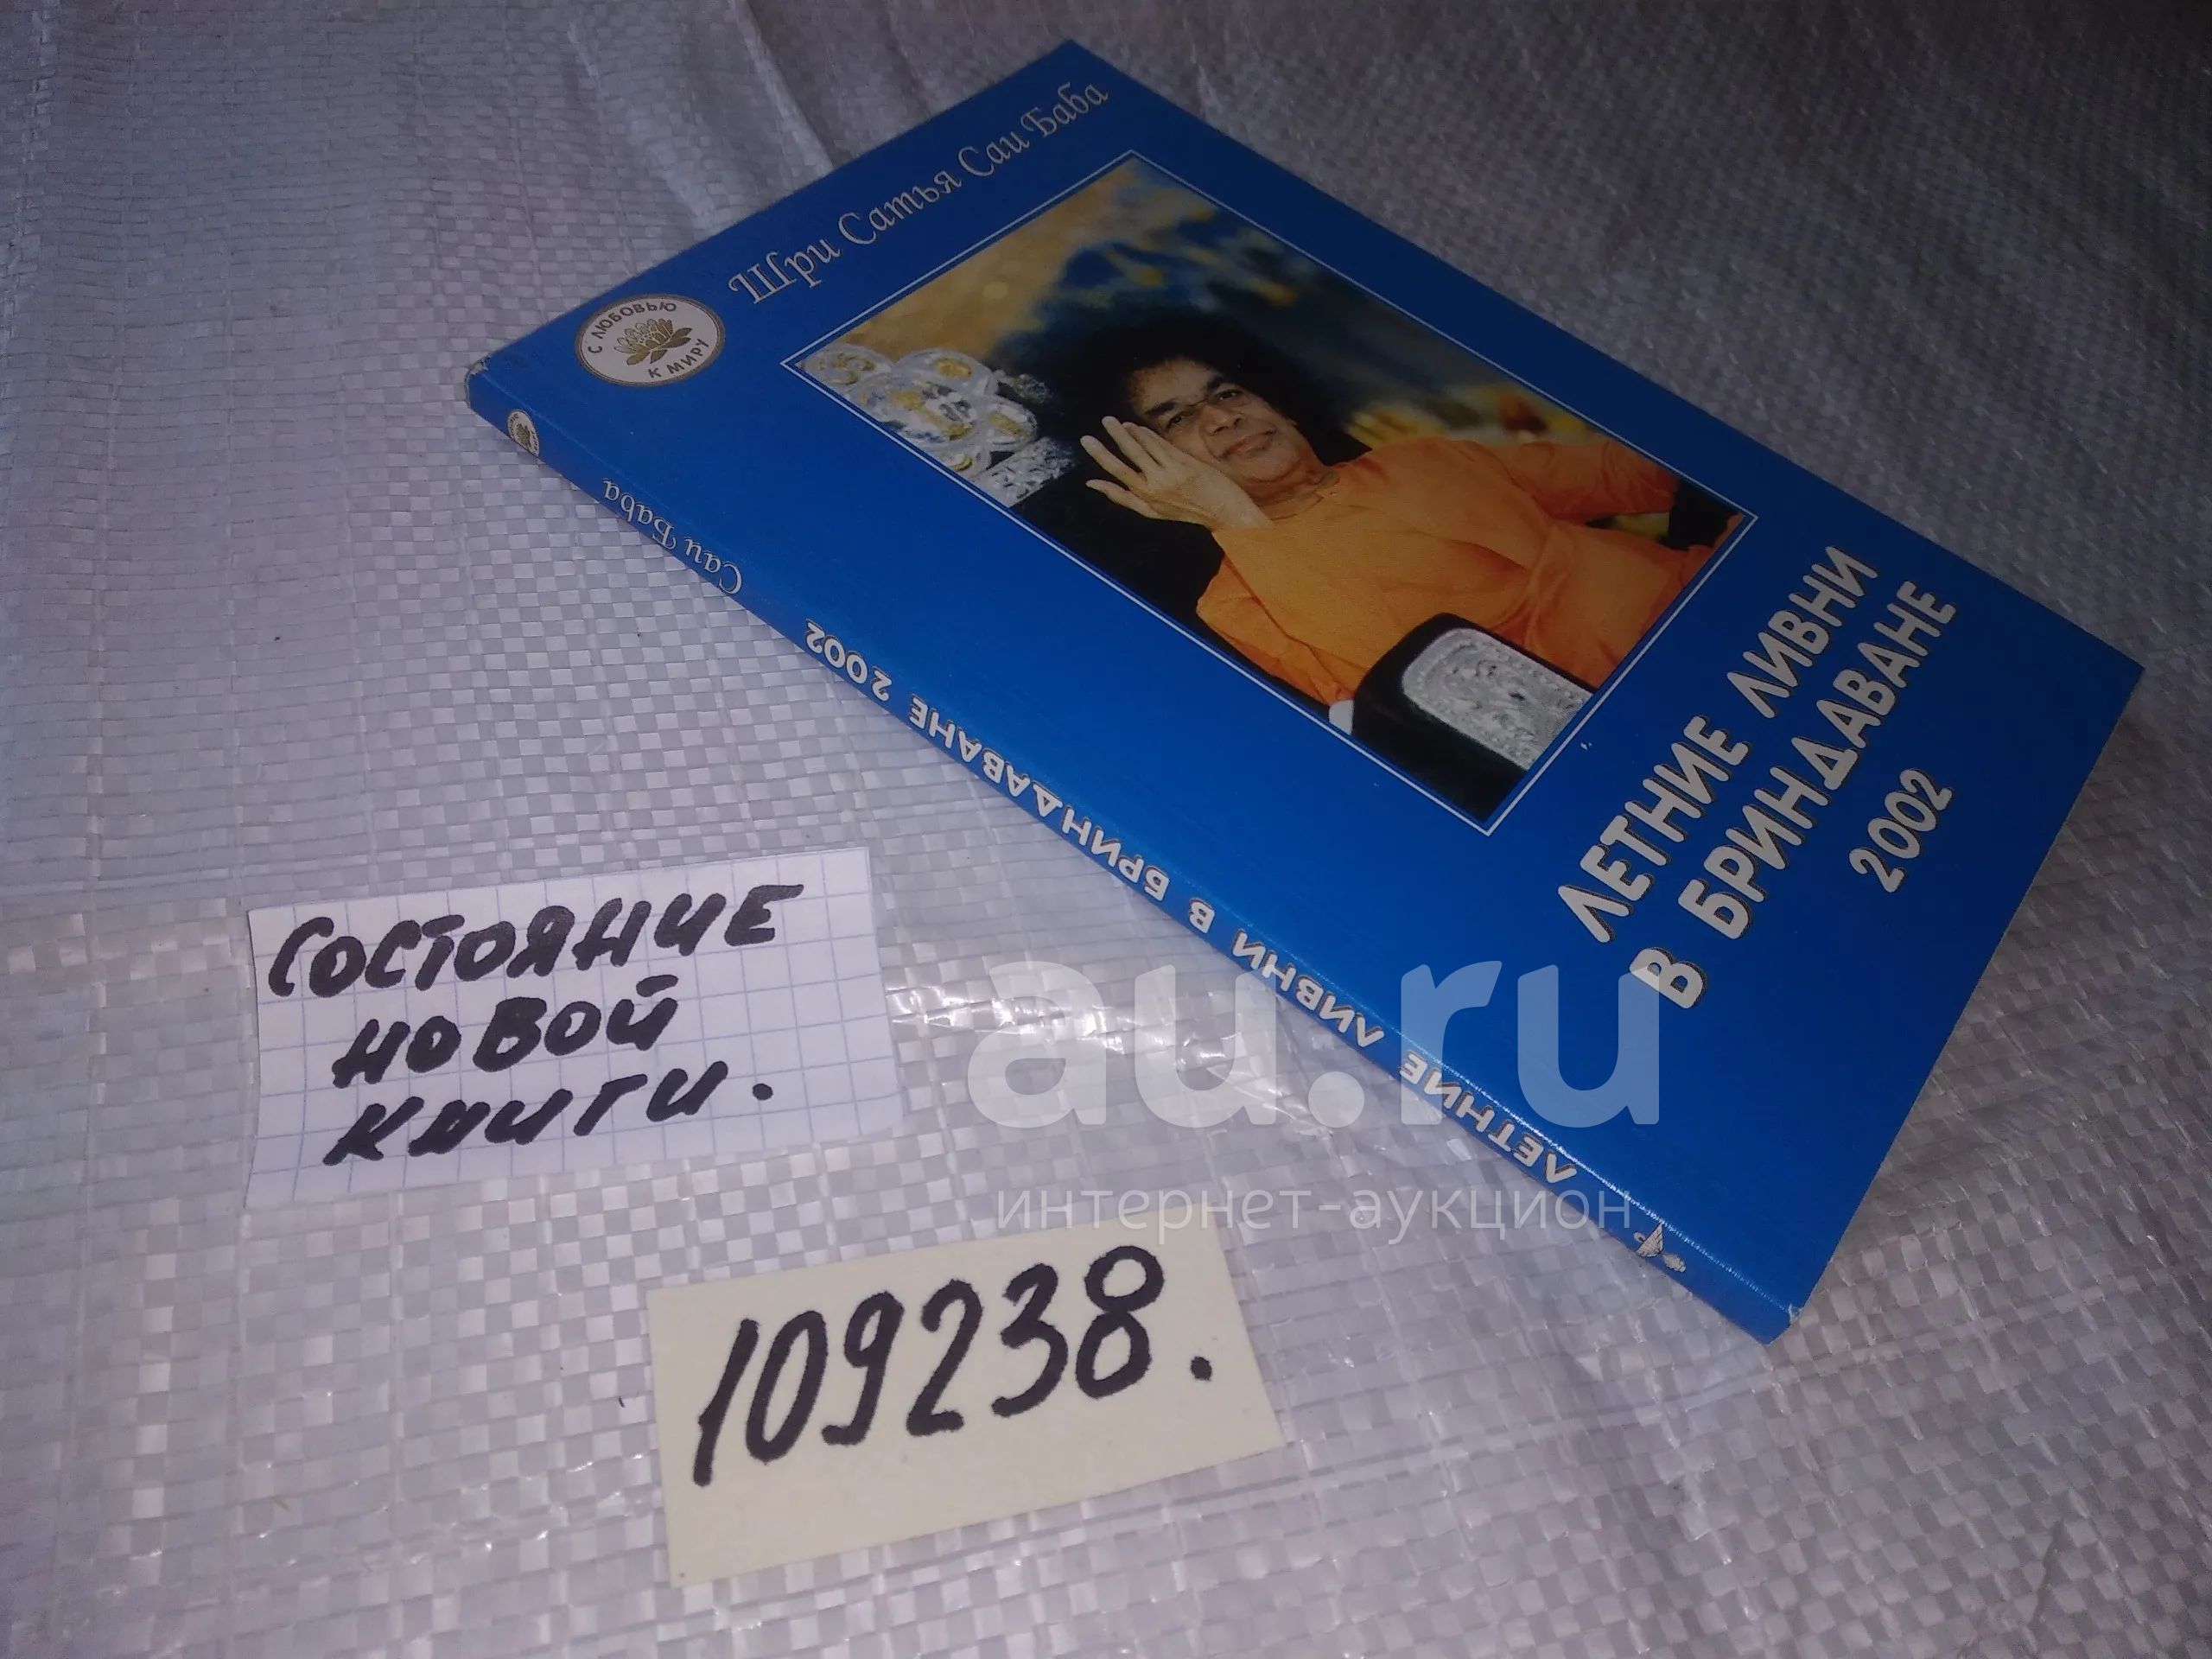 Шри Сатья Саи Баба
С ЛЮБОВЬЮ
К МИРУ
ЛЕТНИЕ ЛИВНИ
В БРИНДАВАНЕ
2002
Саи Баба
ЛЕТНИЕ ЛИВНИ В БРИНДАВАНЕ 2002
СОСТОЯНИЕ
НОВОЙ
КНИГИ.
109238.
au.ru
интернет-аукцион